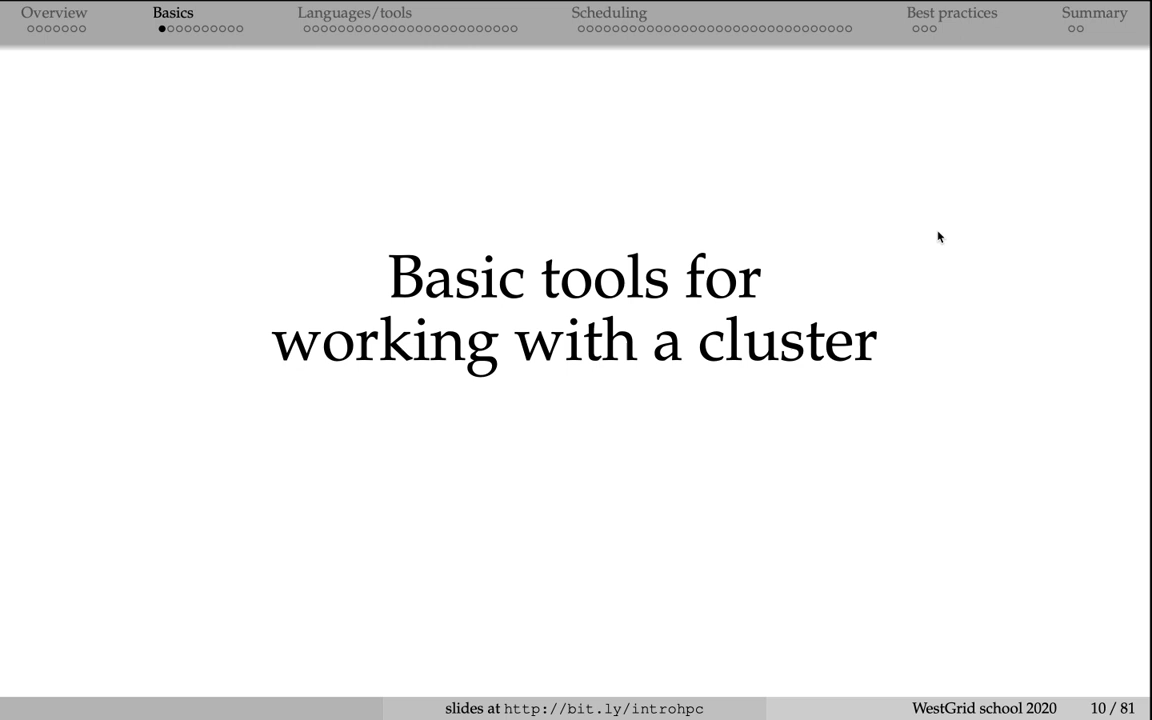 Overview Basics Languages/tools Scheduling Best practices Summary
Basic tools for
working with a cluster
slides at http://bit.ly/introhpc WestGrid school 2020 10 / 81